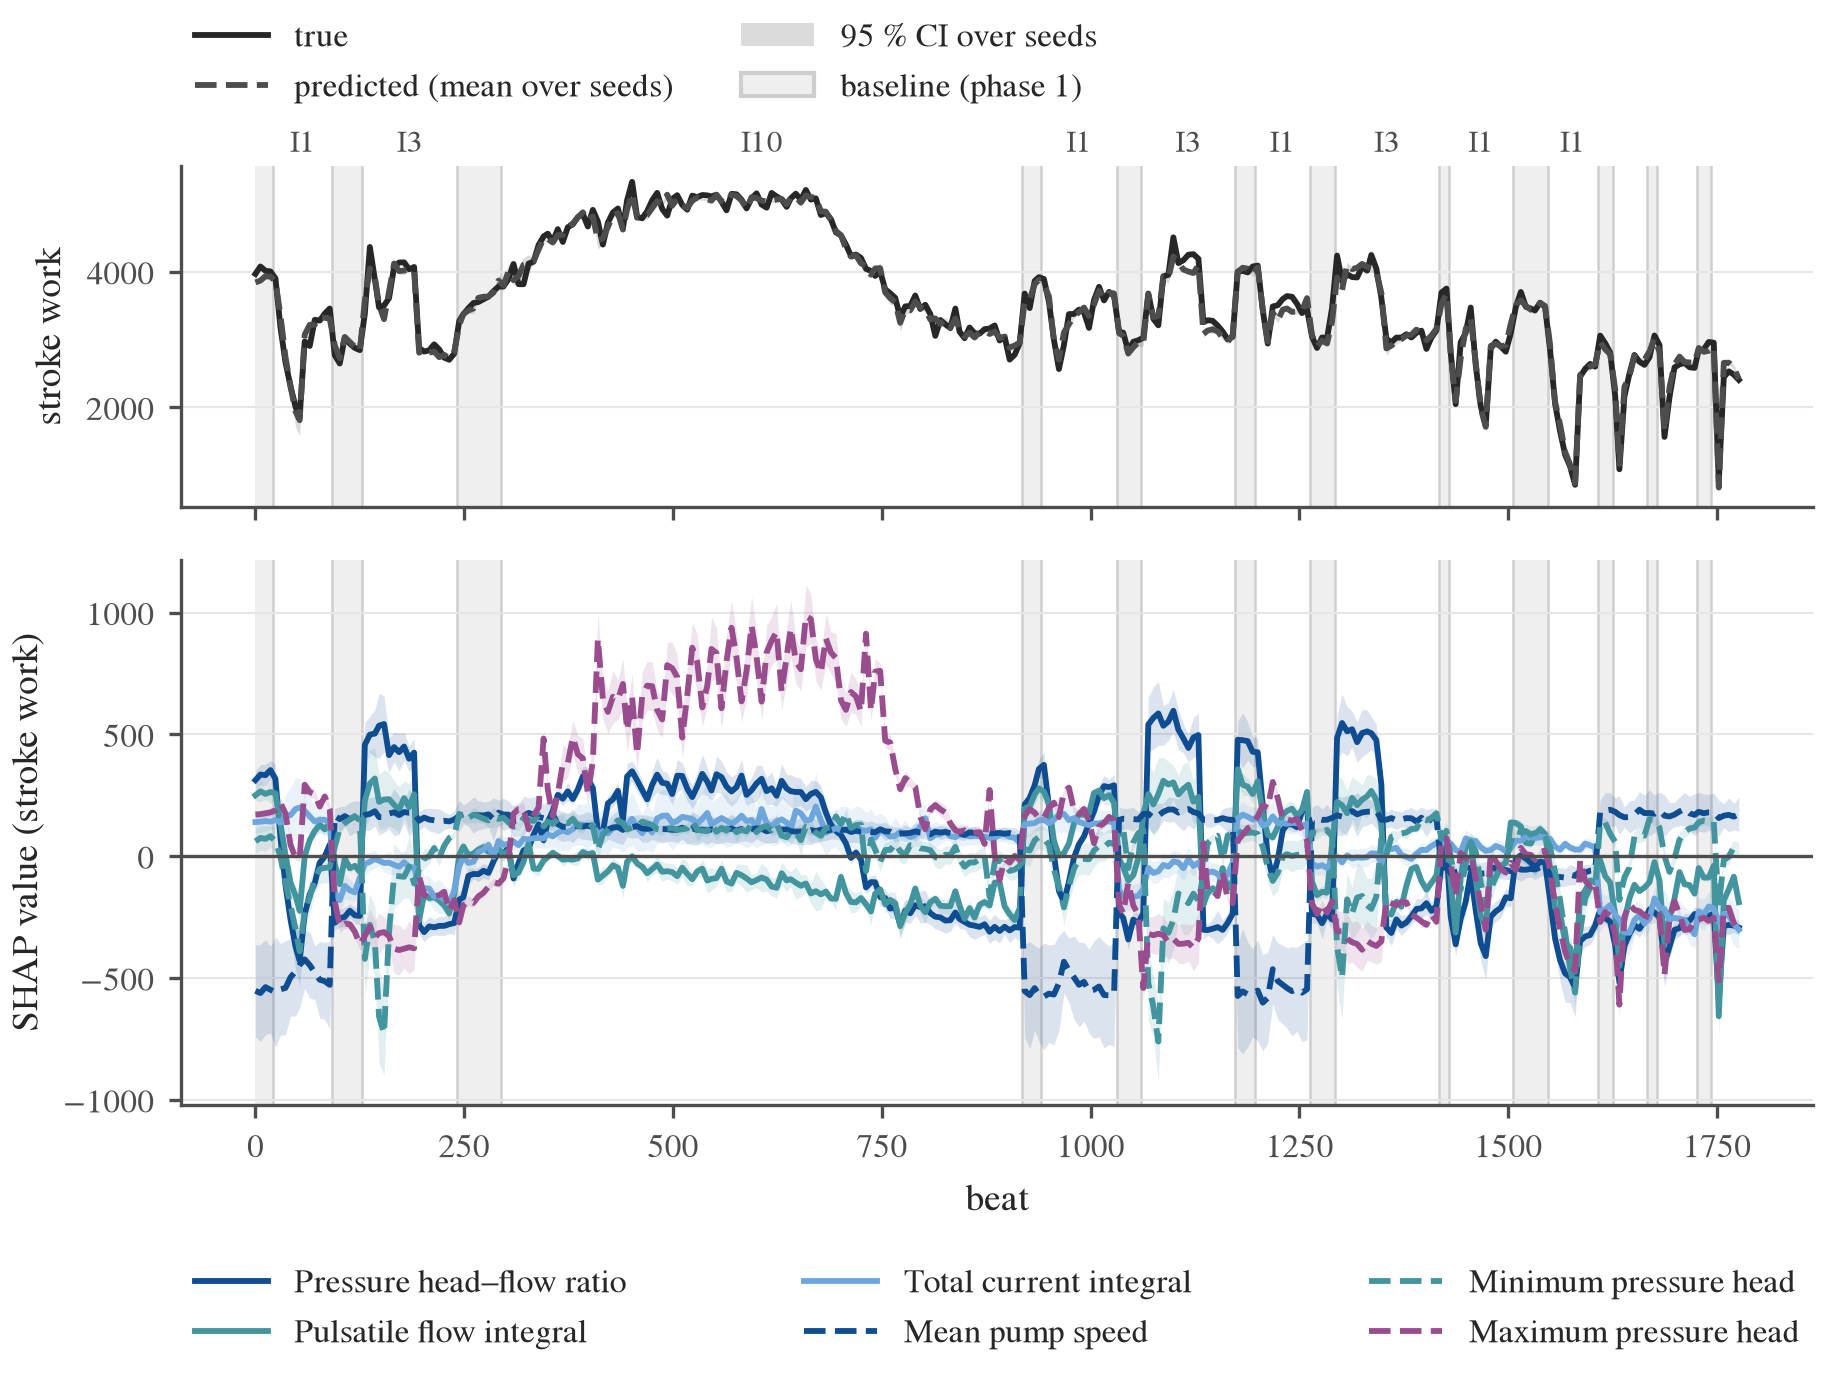 true
95 % CI over seeds
predicted (mean over seeds)
baseline (phase 1)
I1 I3 I10 I1 I3 I1 I3 I1 I1
stroke work
4000
2000
SHAP value (stroke work)
1000
500
0
−500
−1000
0 250 500 750 1000 1250 1500 1750
beat
Pressure head–flow ratio
Total current integral
Minimum pressure head
Pulsatile flow integral
Mean pump speed
Maximum pressure head